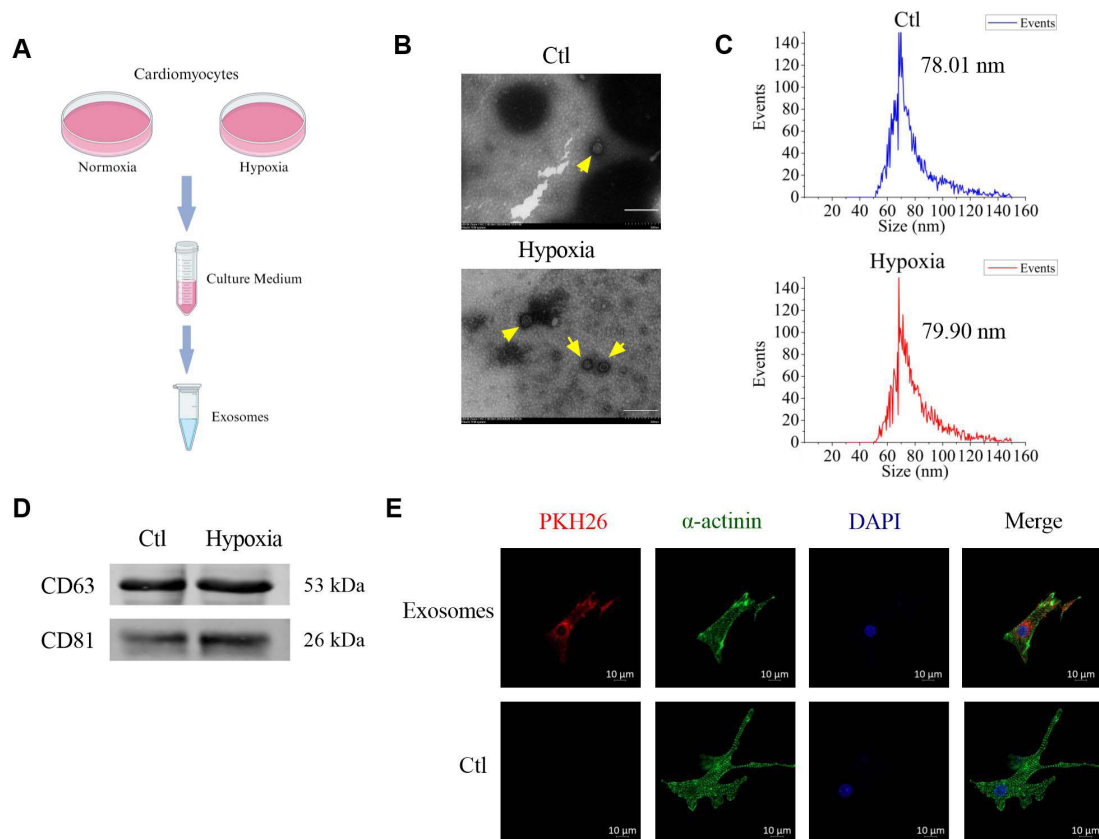 A
Cardiomyocytes
Normoxia
Hypoxia
Culture Medium
Exosomes
B
Ctl
Hypoxia
C
Ctl
Events
78.01 nm
Events
140
120
100
80
60
40
20
0
20 40 60 80 100 120 140 160
Size (nm)
Hypoxia
Events
79.90 nm
Events
140
120
100
80
60
40
20
0
20 40 60 80 100 120 140 160
Size (nm)
D
Ctl Hypoxia
CD63 53 kDa
CD81 26 kDa
E
PKH26 α-actinin DAPI Merge
Exosomes
10 μm 10 μm 10 μm 10 μm
Ctl
10 μm 10 μm 10 μm 10 μm